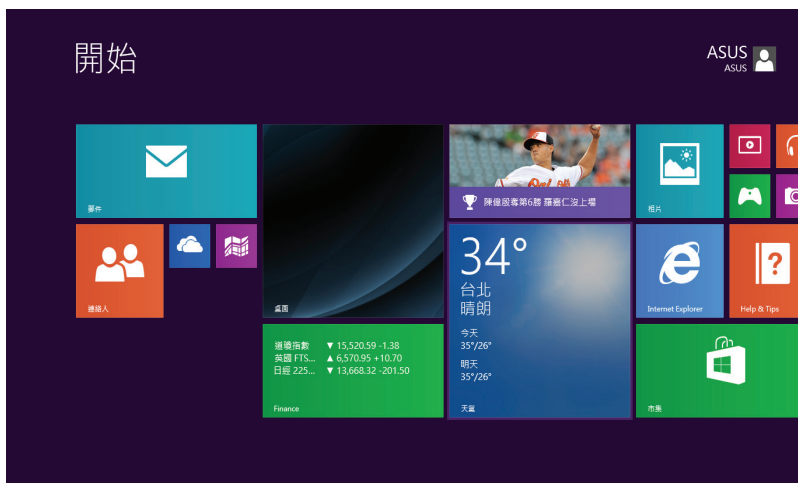 開始
ASUS
ASUS
郵件
連絡人
桌面
道瓊指數 ▼ 15,520.59 -1.38
英國 FTS... ▲ 6,570.95 +10.70
日經 225... ▼ 13,668.32 -201.50
Finance
陳偉殷奪第6勝 羅嘉仁沒上場
34°
台北
晴朗
今天
35°/26°
明天
35°/26°
天氣
相片
Internet Explorer
Help & Tips
市集